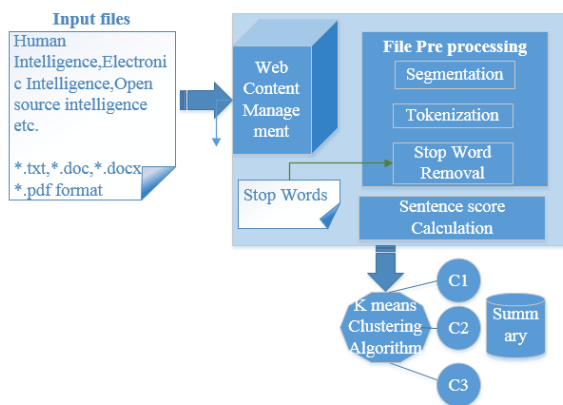 Input files
Human
Intelligence,Electroni
c Intelligence,Open
source intelligence
etc.
*.txt,*.doc,*.docx
*.pdf format
Web
Content
Manage
ment
File Pre processing
Segmentation
Tokenization
Stop Word
Removal
Stop Words
Sentence score
Calculation
K means
Clustering
Algorithm
C1
C2
C3
Summ
ary